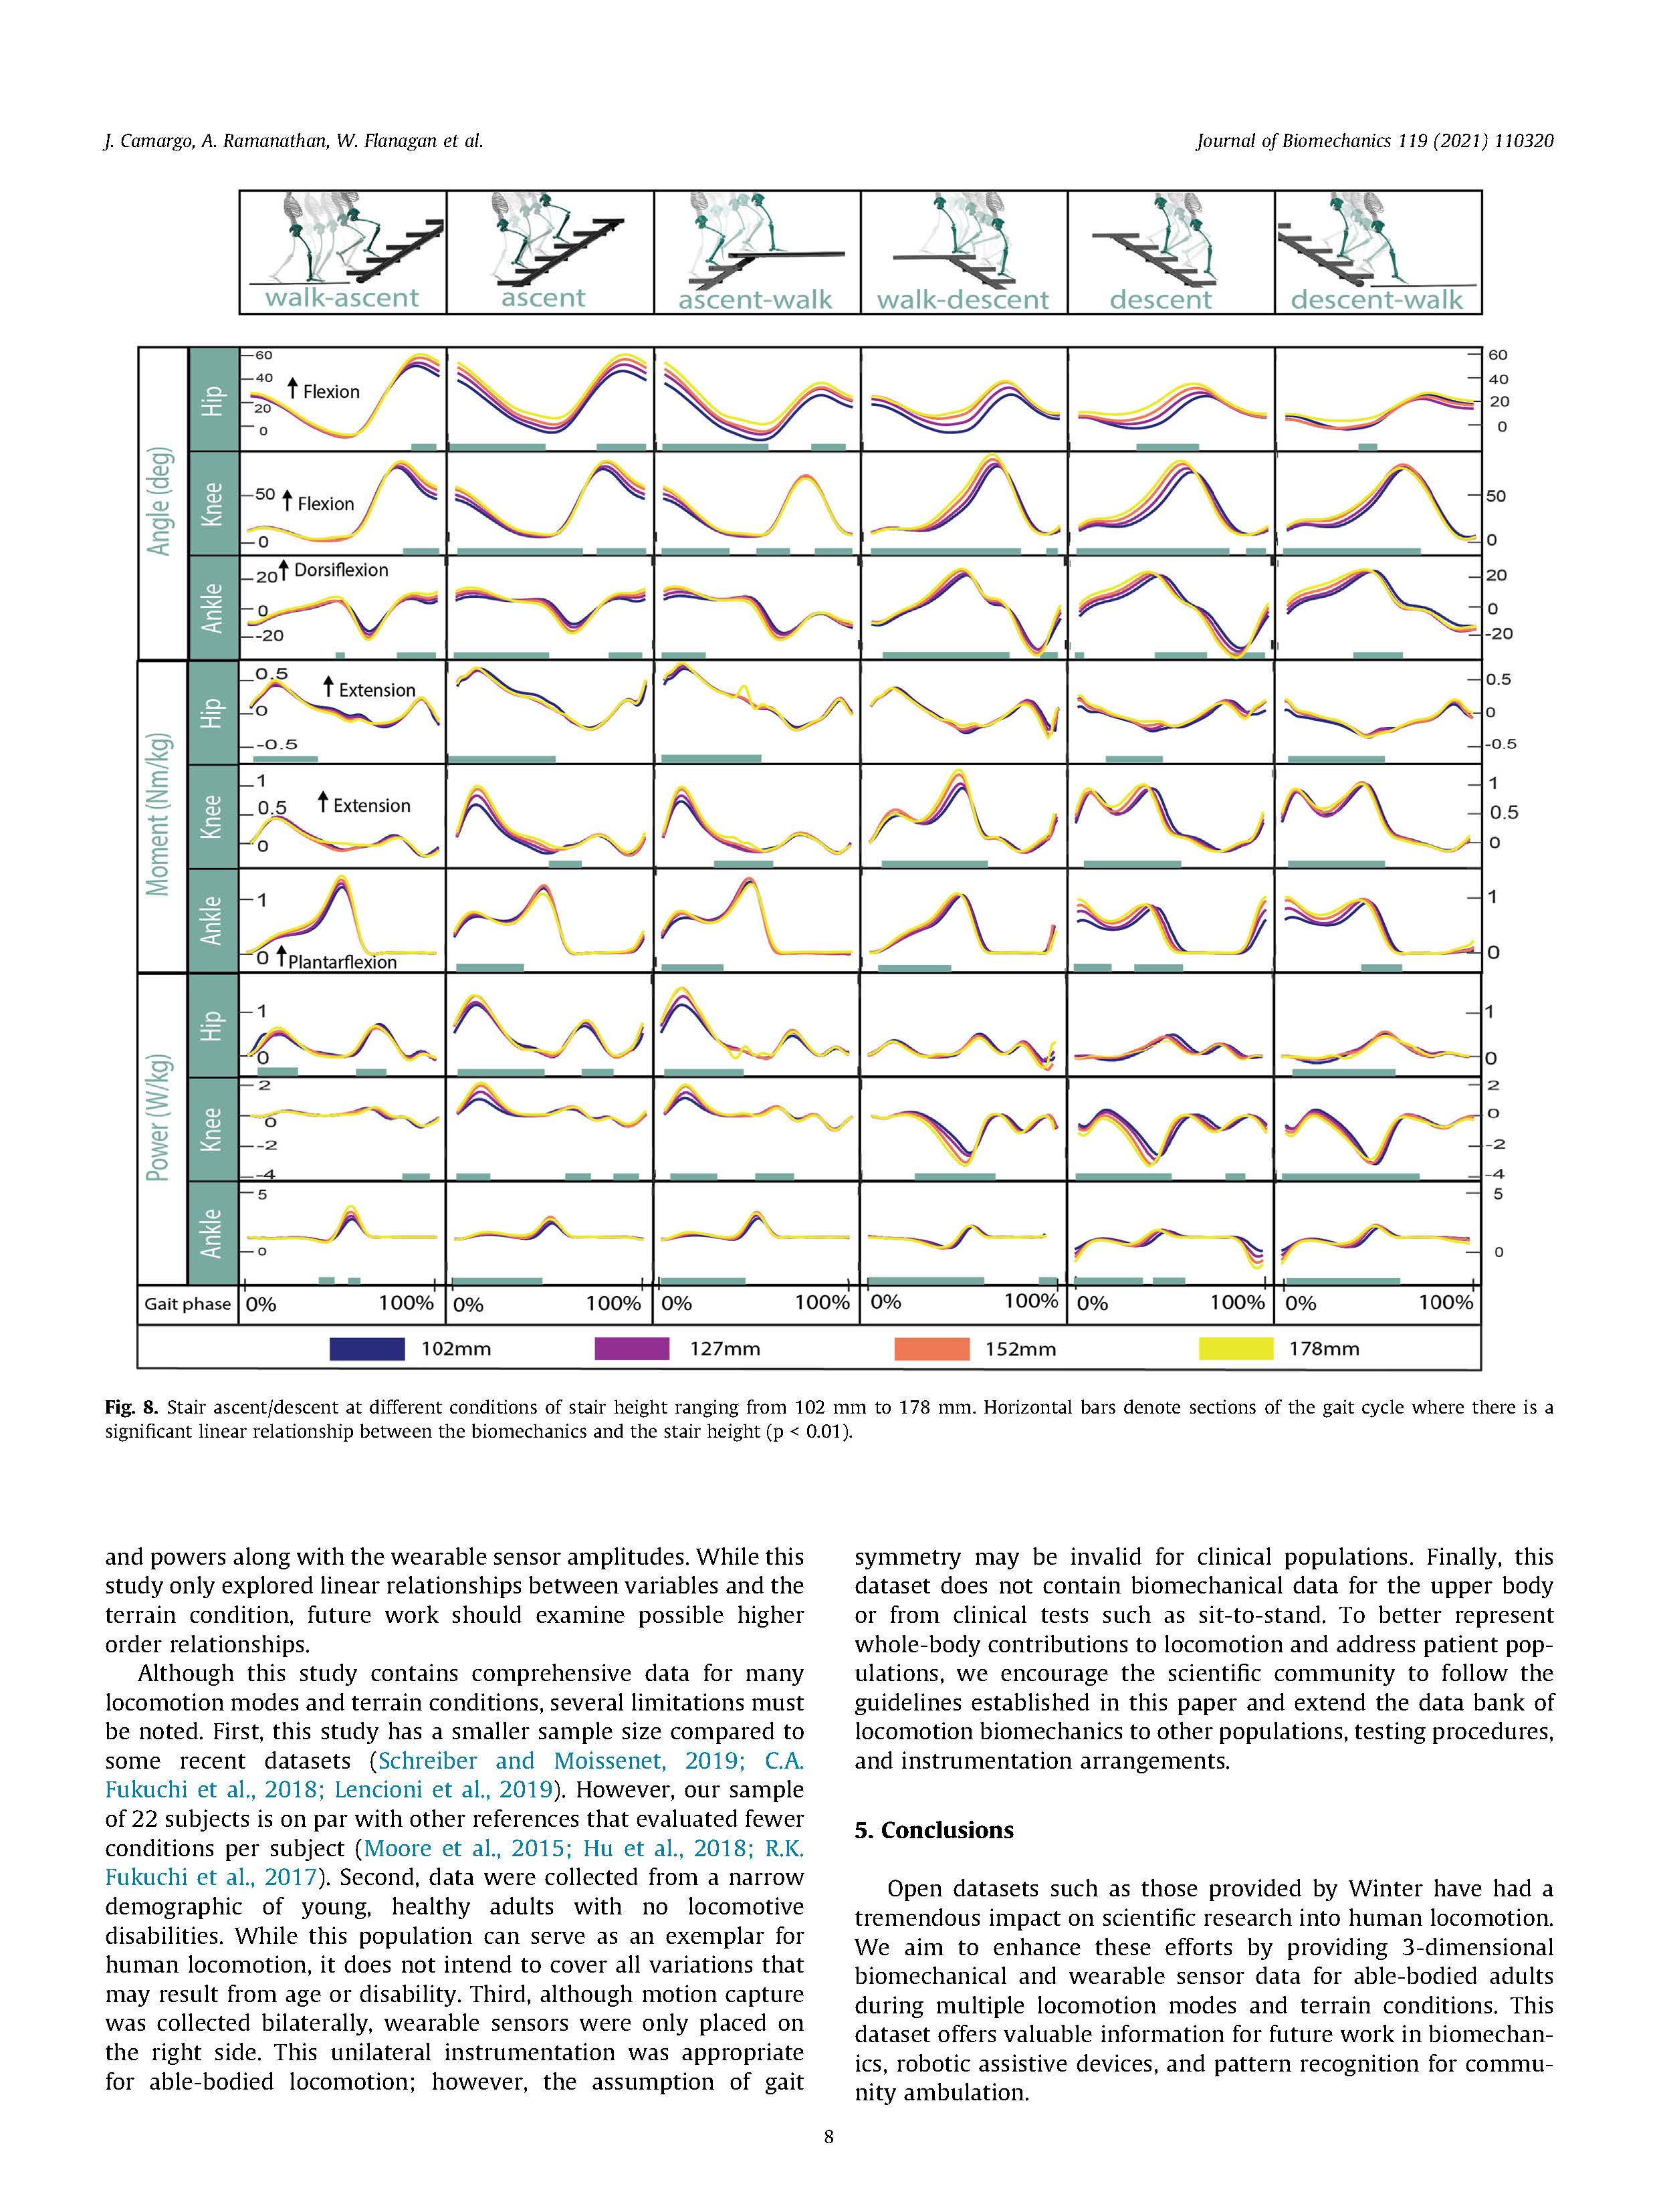 J. Camargo, A. Ramanathan, W. Flanagan et al.
Journal of Biomechanics 119 (2021) 110320
walk-ascent ascent ascent-walk walk-descent descent descent-walk
Angle (deg)
Hip
60
40
20
0
↑ Flexion
60
40
20
0
Knee
50
0
↑ Flexion
50
0
Ankle
20
0
-20
↑ Dorsiflexion
20
0
-20
Moment (Nm/kg)
Hip
0.5
0
-0.5
↑ Extension
0.5
0
-0.5
Knee
1
0.5
0
↑ Extension
1
0.5
0
Ankle
1
0
↑ Plantarflexion
1
0
Power (W/kg)
Hip
1
0
1
0
Knee
2
0
-2
-4
2
0
-2
-4
Ankle
5
0
5
0
Gait phase 0% 100% 0% 100% 0% 100% 0% 100% 0% 100% 0% 100%
102mm 127mm 152mm 178mm
Fig. 8. Stair ascent/descent at different conditions of stair height ranging from 102 mm to 178 mm. Horizontal bars denote sections of the gait cycle where there is a
significant linear relationship between the biomechanics and the stair height (p < 0.01).
and powers along with the wearable sensor amplitudes. While this
study only explored linear relationships between variables and the
terrain condition, future work should examine possible higher
order relationships.
Although this study contains comprehensive data for many
locomotion modes and terrain conditions, several limitations must
be noted. First, this study has a smaller sample size compared to
some recent datasets (Schreiber and Moissenet, 2019; C.A.
Fukuchi et al., 2018; Lencioni et al., 2019). However, our sample
of 22 subjects is on par with other references that evaluated fewer
conditions per subject (Moore et al., 2015; Hu et al., 2018; R.K.
Fukuchi et al., 2017). Second, data were collected from a narrow
demographic of young, healthy adults with no locomotive
disabilities. While this population can serve as an exemplar for
human locomotion, it does not intend to cover all variations that
may result from age or disability. Third, although motion capture
was collected bilaterally, wearable sensors were only placed on
the right side. This unilateral instrumentation was appropriate
for able-bodied locomotion; however, the assumption of gait
symmetry may be invalid for clinical populations. Finally, this
dataset does not contain biomechanical data for the upper body
or from clinical tests such as sit-to-stand. To better represent
whole-body contributions to locomotion and address patient pop-
ulations, we encourage the scientific community to follow the
guidelines established in this paper and extend the data bank of
locomotion biomechanics to other populations, testing procedures,
and instrumentation arrangements.
5. Conclusions
Open datasets such as those provided by Winter have had a
tremendous impact on scientific research into human locomotion.
We aim to enhance these efforts by providing 3-dimensional
biomechanical and wearable sensor data for able-bodied adults
during multiple locomotion modes and terrain conditions. This
dataset offers valuable information for future work in biomechan-
ics, robotic assistive devices, and pattern recognition for commu-
nity ambulation.
8